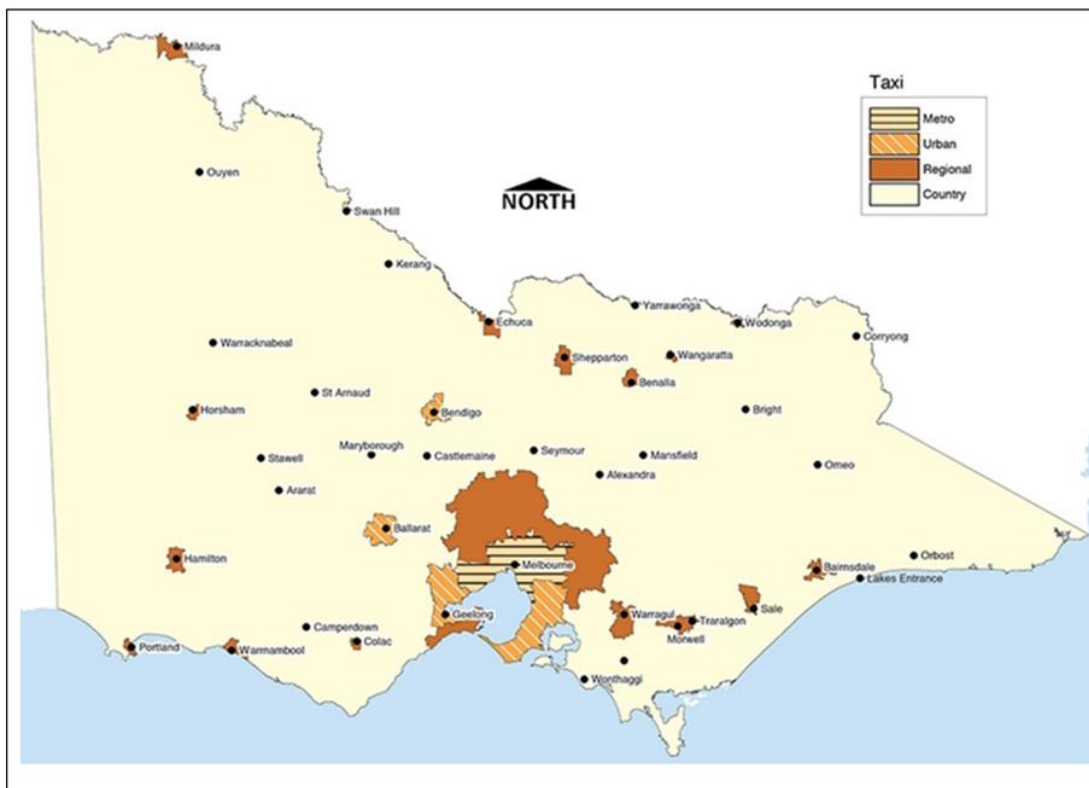 Taxi
Metro
Urban
Regional
Country
NORTH
Mildura
Ouyen
Swan Hill
Kerang
Echuca
Yarrawonga
Wodonga
Corryong
Warracknabeal
Shepparton
Wangaratta
Benalla
St Arnaud
Horsham
Bendigo
Bright
Maryborough
Stawell
Castlemaine
Seymour
Mansfield
Omeo
Alexandra
Ararat
Ballarat
Hamilton
Melbourne
Orbost
Bairnsdale
Lakes Entrance
Geelong
Warragul
Traralgon
Sale
Morwell
Camperdown
Colac
Portland
Warrnambool
Wonthaggi